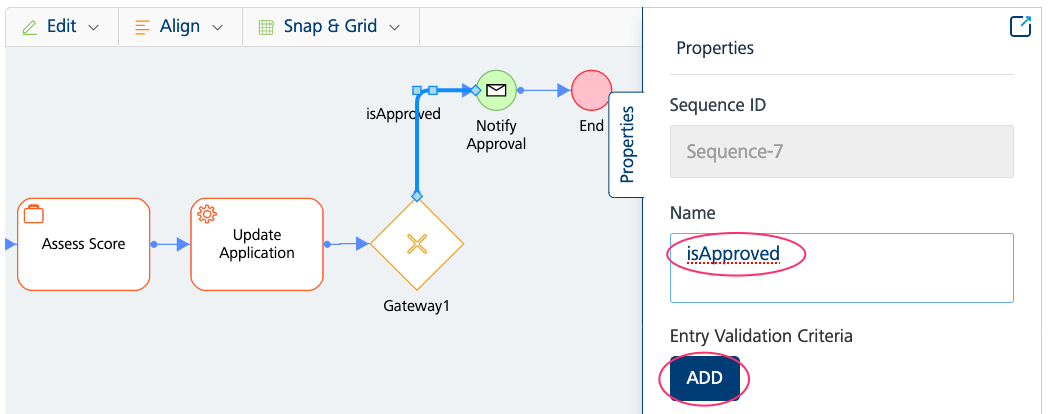 Edit
Align
Snap & Grid
isApproved
Notify
Approval
End
Assess Score
Update
Application
Gateway1
Properties
Properties
Sequence ID
Sequence-7
Name
isApproved
Entry Validation Criteria
ADD